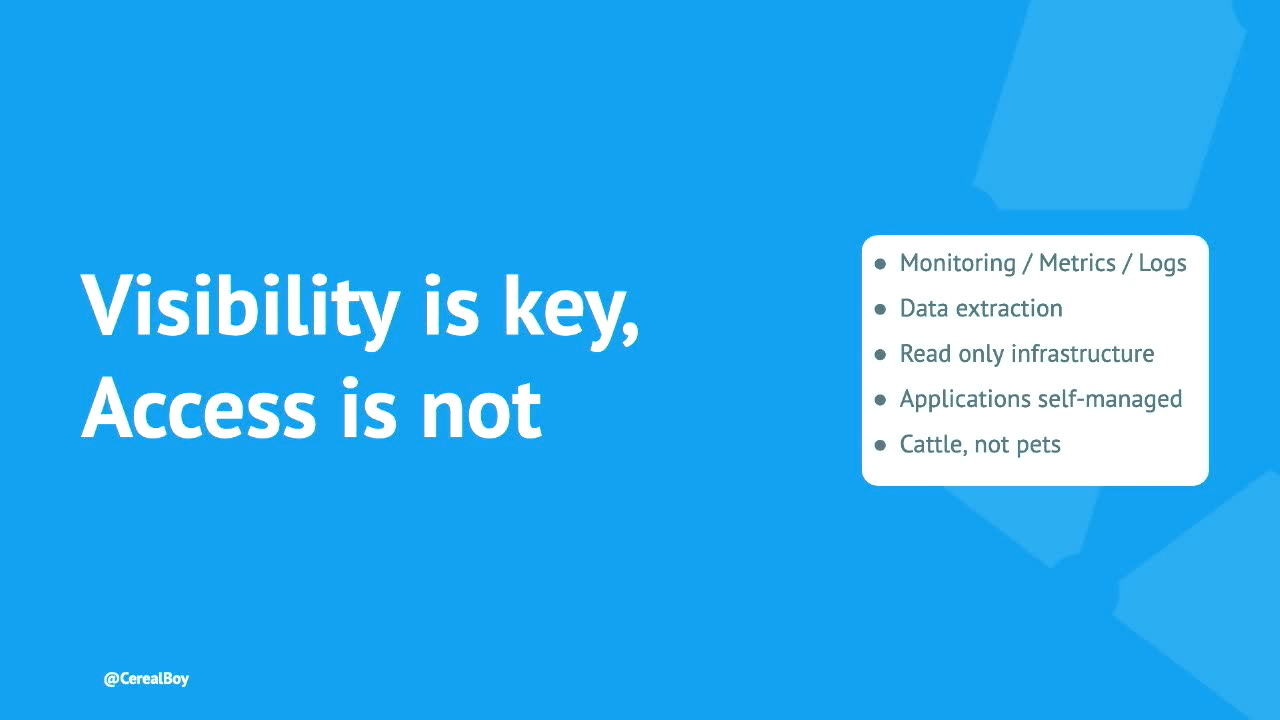 Visibility is key,
Access is not
● Monitoring / Metrics / Logs
● Data extraction
● Read only infrastructure
● Applications self-managed
● Cattle, not pets
@CerealBoy